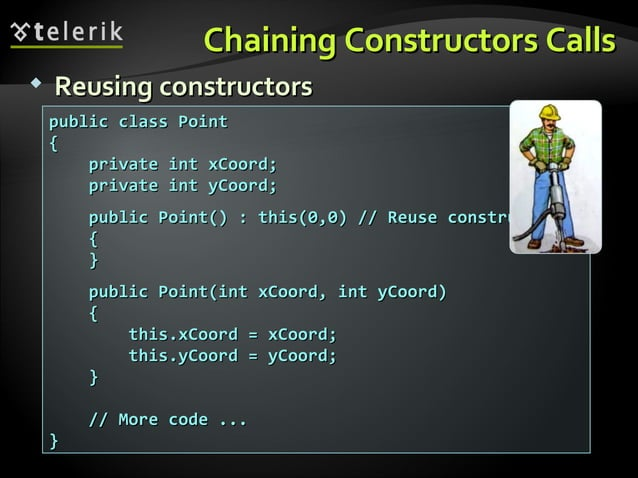 telerik
Chaining Constructors Calls
Reusing constructors
public class Point
{
private int xCoord;
private int yCoord;
public Point() : this(0,0) // Reuse constru
{
}
public Point(int xCoord, int yCoord)
{
this.xCoord = xCoord;
this.yCoord = yCoord;
}
// More code ...
}